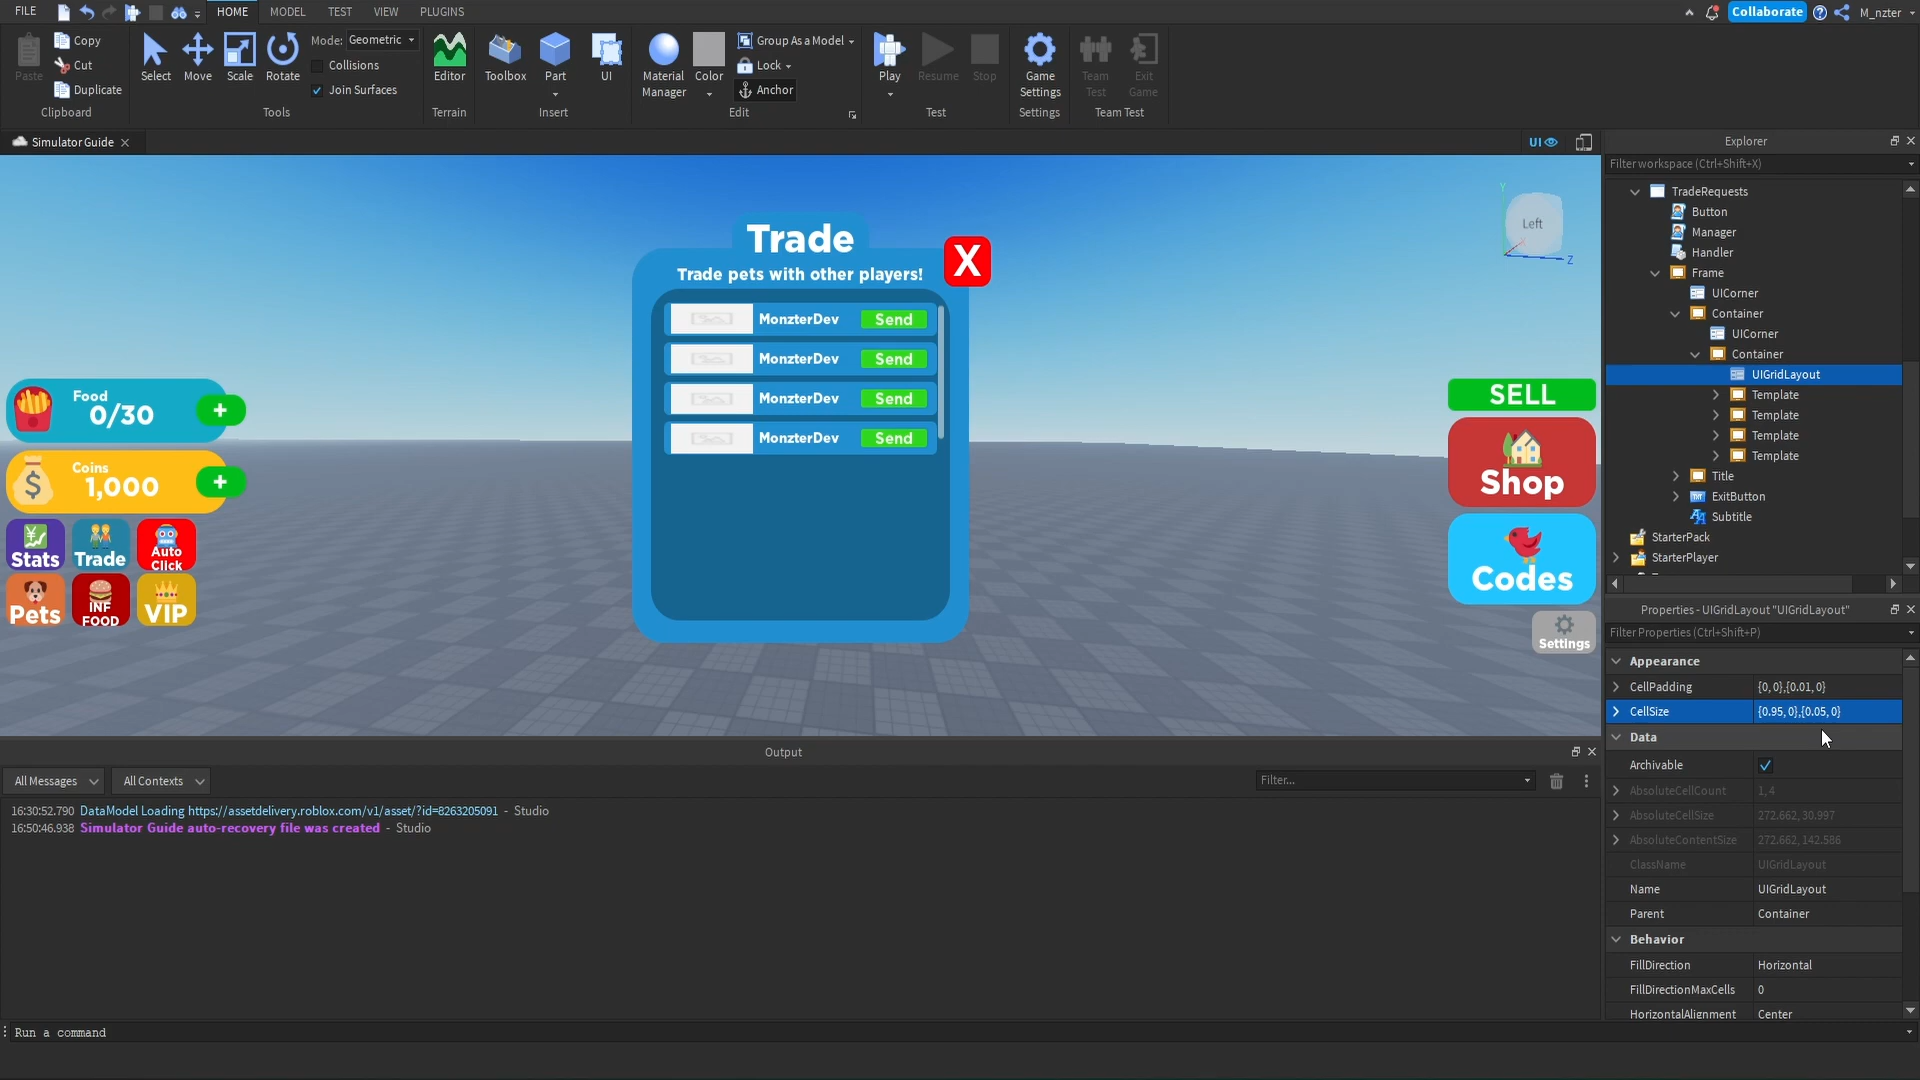 FILE
HOME
MODEL
TEST
VIEW
PLUGINS
Collaborate
M_nzter
Paste
Copy
Cut
Duplicate
Clipboard
Select
Move
Scale
Rotate
Mode: Geometric
Collisions
Join Surfaces
Tools
Editor
Terrain
Toolbox
Part
UI
Insert
Material
Manager
Color
Group As a Model
Lock
Anchor
Edit
Play
Resume
Stop
Test
Game
Settings
Settings
Team
Test
Exit
Game
Team Test
Simulator Guide
UI
Y
Left
Z
Trade
Trade pets with other players!
X
MonzterDev Send
MonzterDev Send
MonzterDev Send
MonzterDev Send
Food
0/30
+
Coins
1,000
+
Stats
Trade
Auto
Click
Pets
INF
FOOD
VIP
SELL
Shop
Codes
Settings
Explorer
Filter workspace (Ctrl+Shift+X)
TradeRequests
Button
Manager
Handler
Frame
UICorner
Container
UICorner
Container
UIGridLayout
Template
Template
Template
Template
Title
ExitButton
Subtitle
StarterPack
StarterPlayer
Properties - UIGridLayout "UIGridLayout"
Filter Properties (Ctrl+Shift+P)
Appearance
CellPadding {0, 0},{0.01, 0}
CellSize {0.95, 0},{0.05, 0}
Data
Archivable
AbsoluteCellCount 1, 4
AbsoluteCellSize 272.662, 30.997
AbsoluteContentSize 272.662, 142.586
ClassName UIGridLayout
Name UIGridLayout
Parent Container
Behavior
FillDirection Horizontal
FillDirectionMaxCells 0
HorizontalAlignment Center
Output
All Messages
All Contexts
Filter...
16:30:52.790 DataModel Loading https://assetdelivery.roblox.com/v1/asset/?id=8263205091 - Studio
16:50:46.938 Simulator Guide auto-recovery file was created - Studio
Run a command